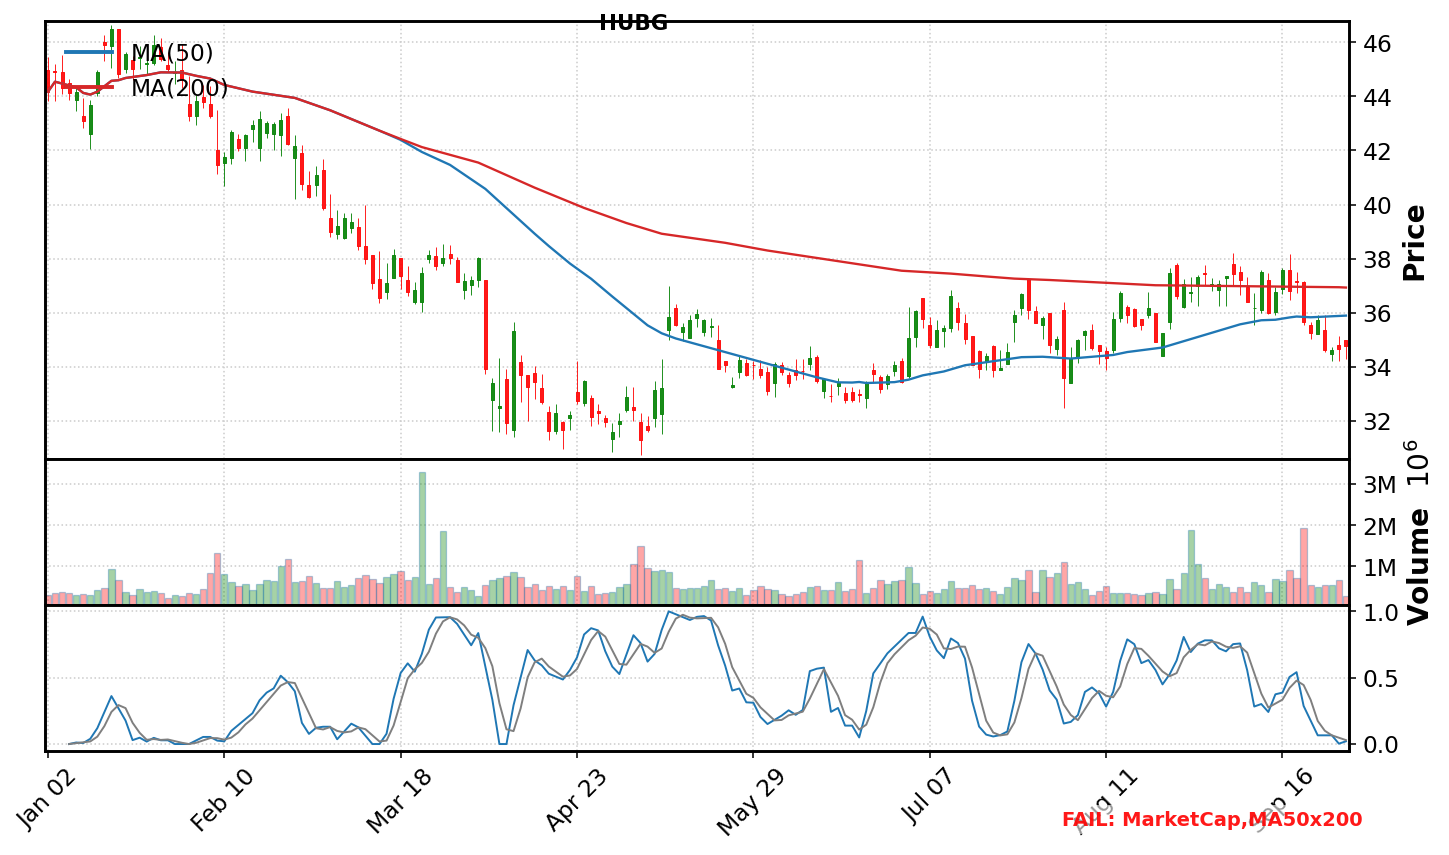 HUBG
MA(50)
MA(200)
46
44
42
40
38
36
34
32
Price
3M
2M
1M
Volume 10^6
1.0
0.5
0.0
Jan 02
Feb 10
Mar 18
Apr 23
May 29
Jul 07
Aug 11
Sep 16
FAIL: MarketCap,MA50x200